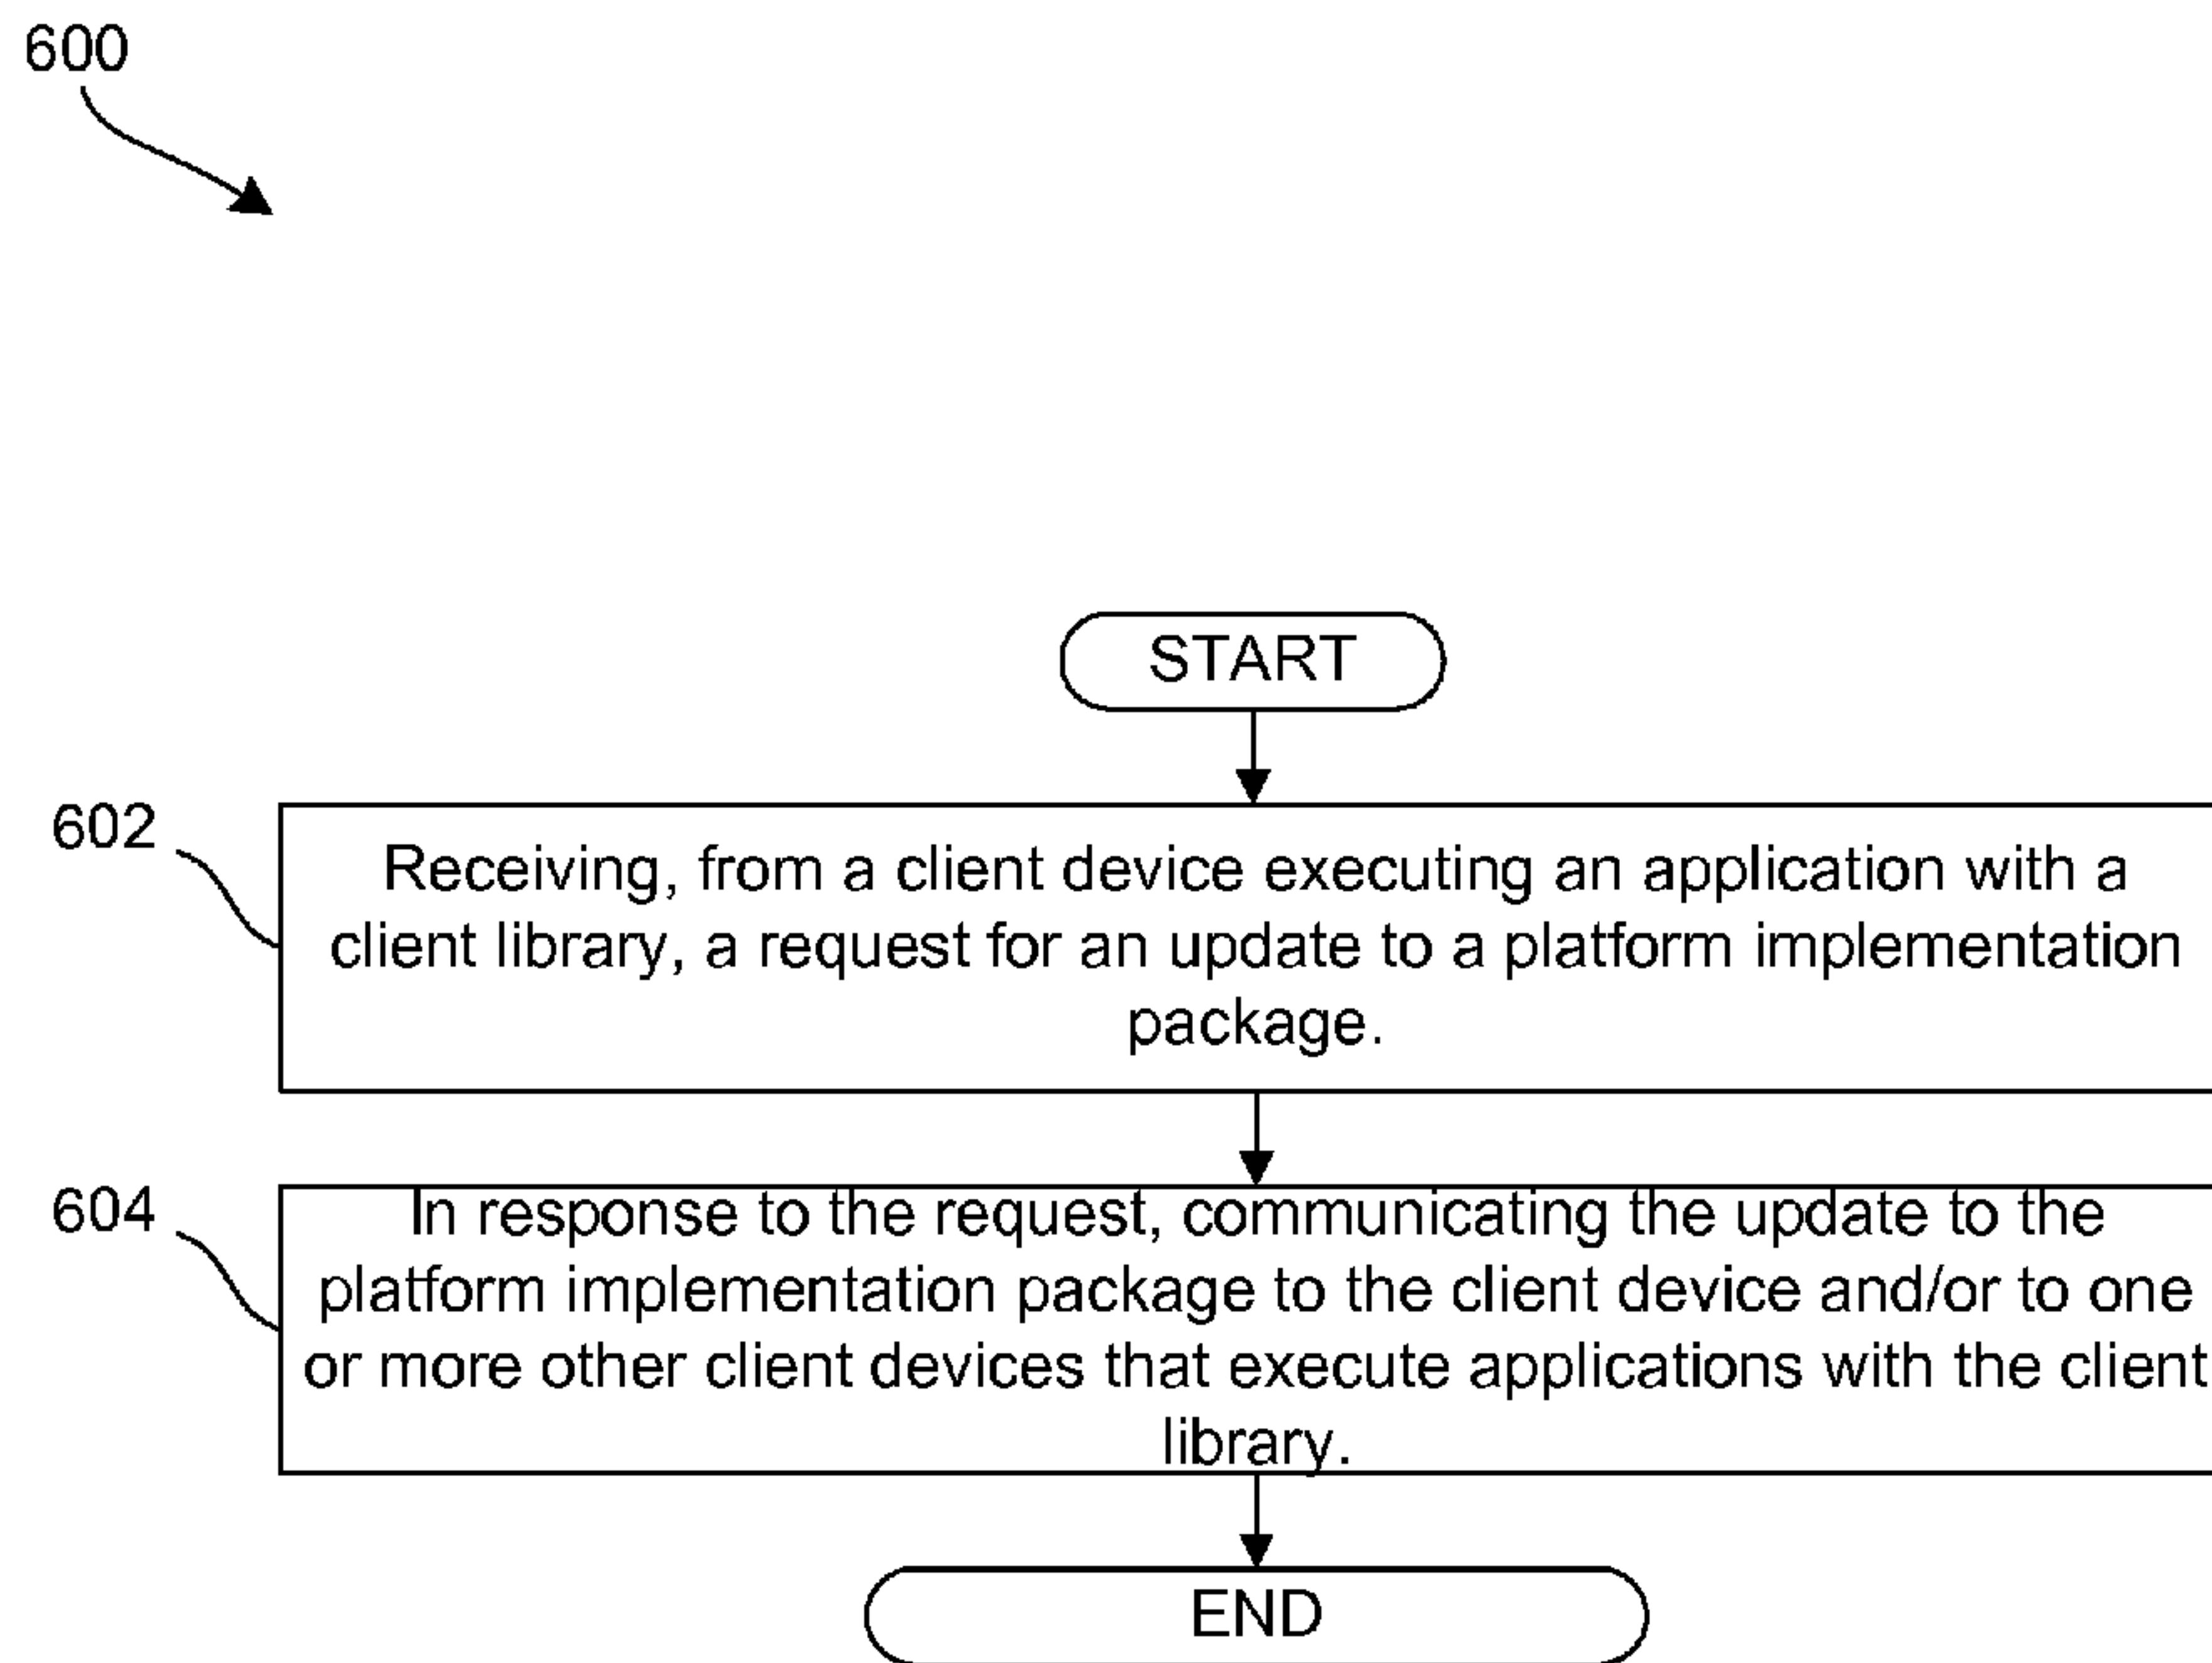 600
START
602
Receiving, from a client device executing an application with a
client library, a request for an update to a platform implementation
package.
604
In response to the request, communicating the update to the
platform implementation package to the client device and/or to one
or more other client devices that execute applications with the client
library.
END